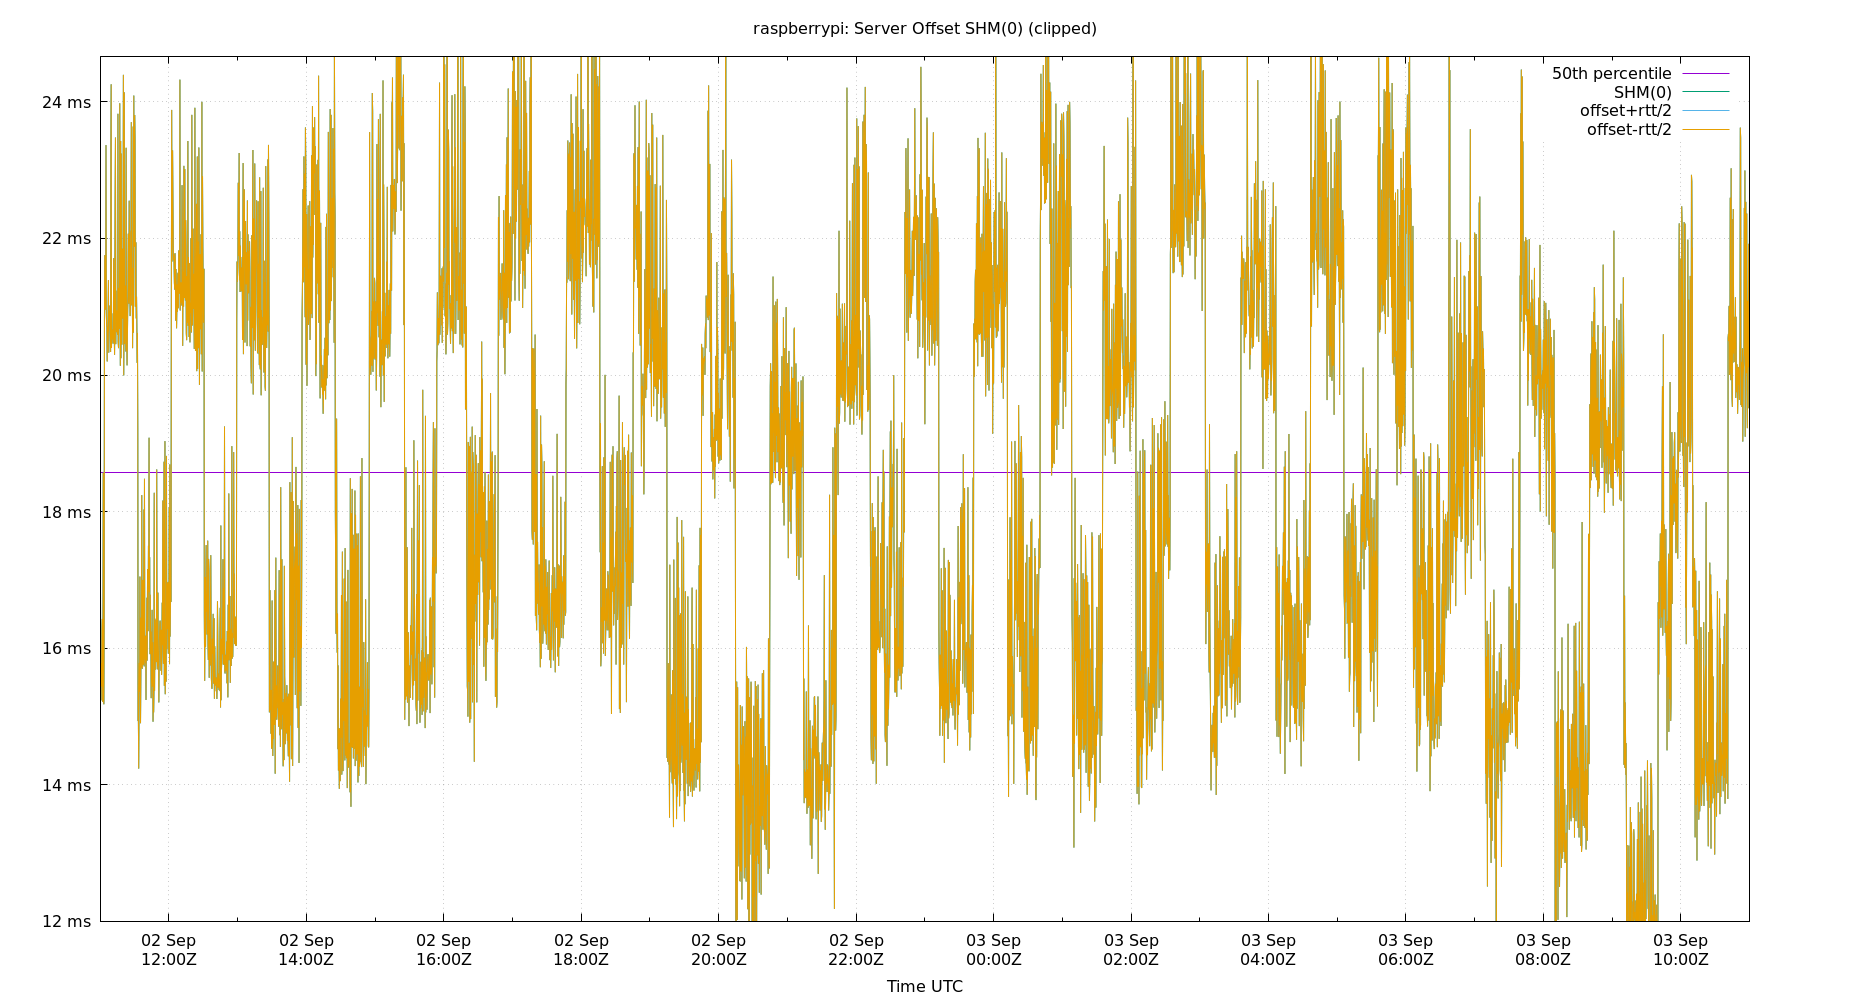 raspberrypi: Server Offset SHM(0) (clipped)
50th percentile
SHM(0)
offset+rtt/2
offset-rtt/2
24 ms
22 ms
20 ms
18 ms
16 ms
14 ms
12 ms
02 Sep 02 Sep 02 Sep 02 Sep 02 Sep 02 Sep 03 Sep 03 Sep 03 Sep 03 Sep 03 Sep 03 Sep
12:00Z 14:00Z 16:00Z 18:00Z 20:00Z 22:00Z 00:00Z 02:00Z 04:00Z 06:00Z 08:00Z 10:00Z
Time UTC